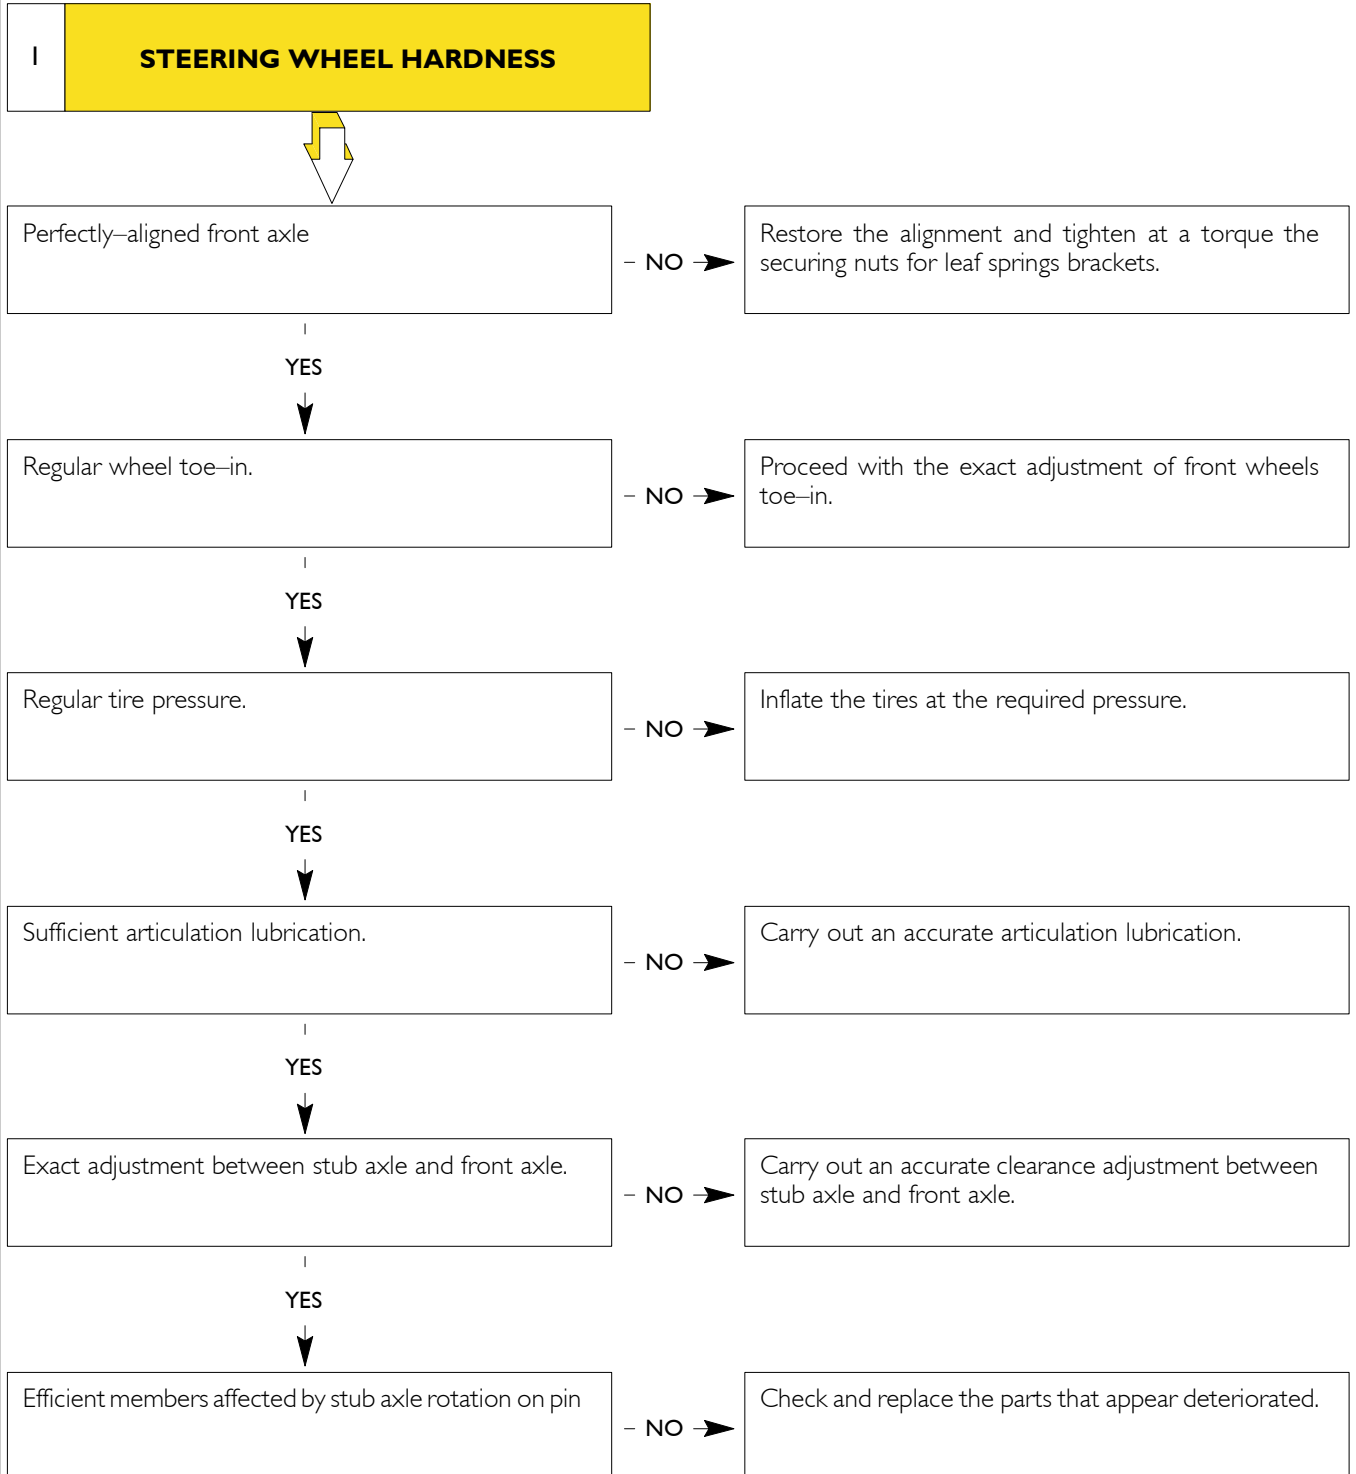 1
STEERING WHEEL HARDNESS
Perfectly–aligned front axle
– NO
Restore the alignment and tighten at a torque the
securing nuts for leaf springs brackets.
YES
Regular wheel toe–in.
– NO
Proceed with the exact adjustment of front wheels
toe–in.
YES
Regular tire pressure.
– NO
Inflate the tires at the required pressure.
YES
Sufficient articulation lubrication.
– NO
Carry out an accurate articulation lubrication.
YES
Exact adjustment between stub axle and front axle.
– NO
Carry out an accurate clearance adjustment between
stub axle and front axle.
YES
Efficient members affected by stub axle rotation on pin
– NO
Check and replace the parts that appear deteriorated.